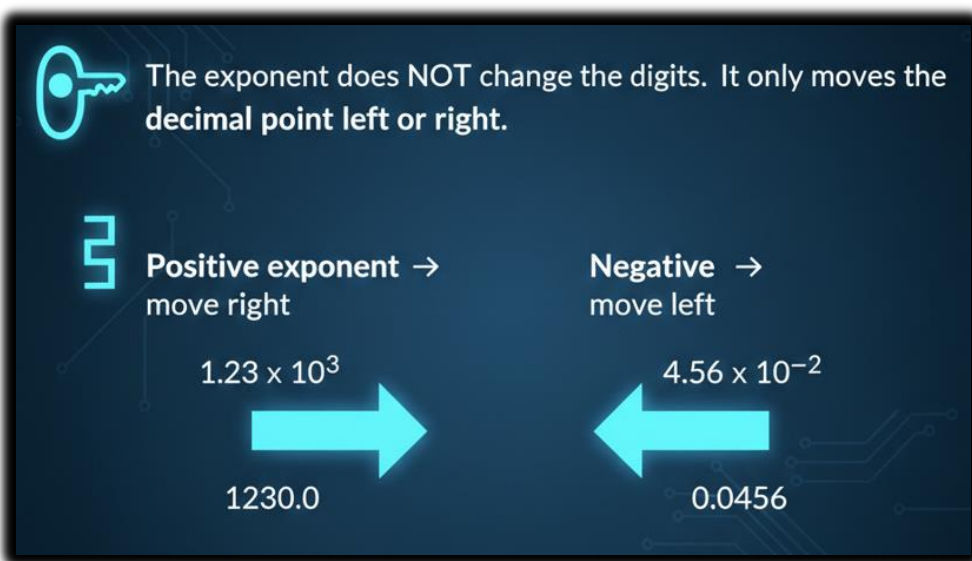 The exponent does NOT change the digits. It only moves the
decimal point left or right.
Positive exponent →
move right
Negative →
move left
1.23 x 10³
4.56 x 10⁻²
1230.0
0.0456